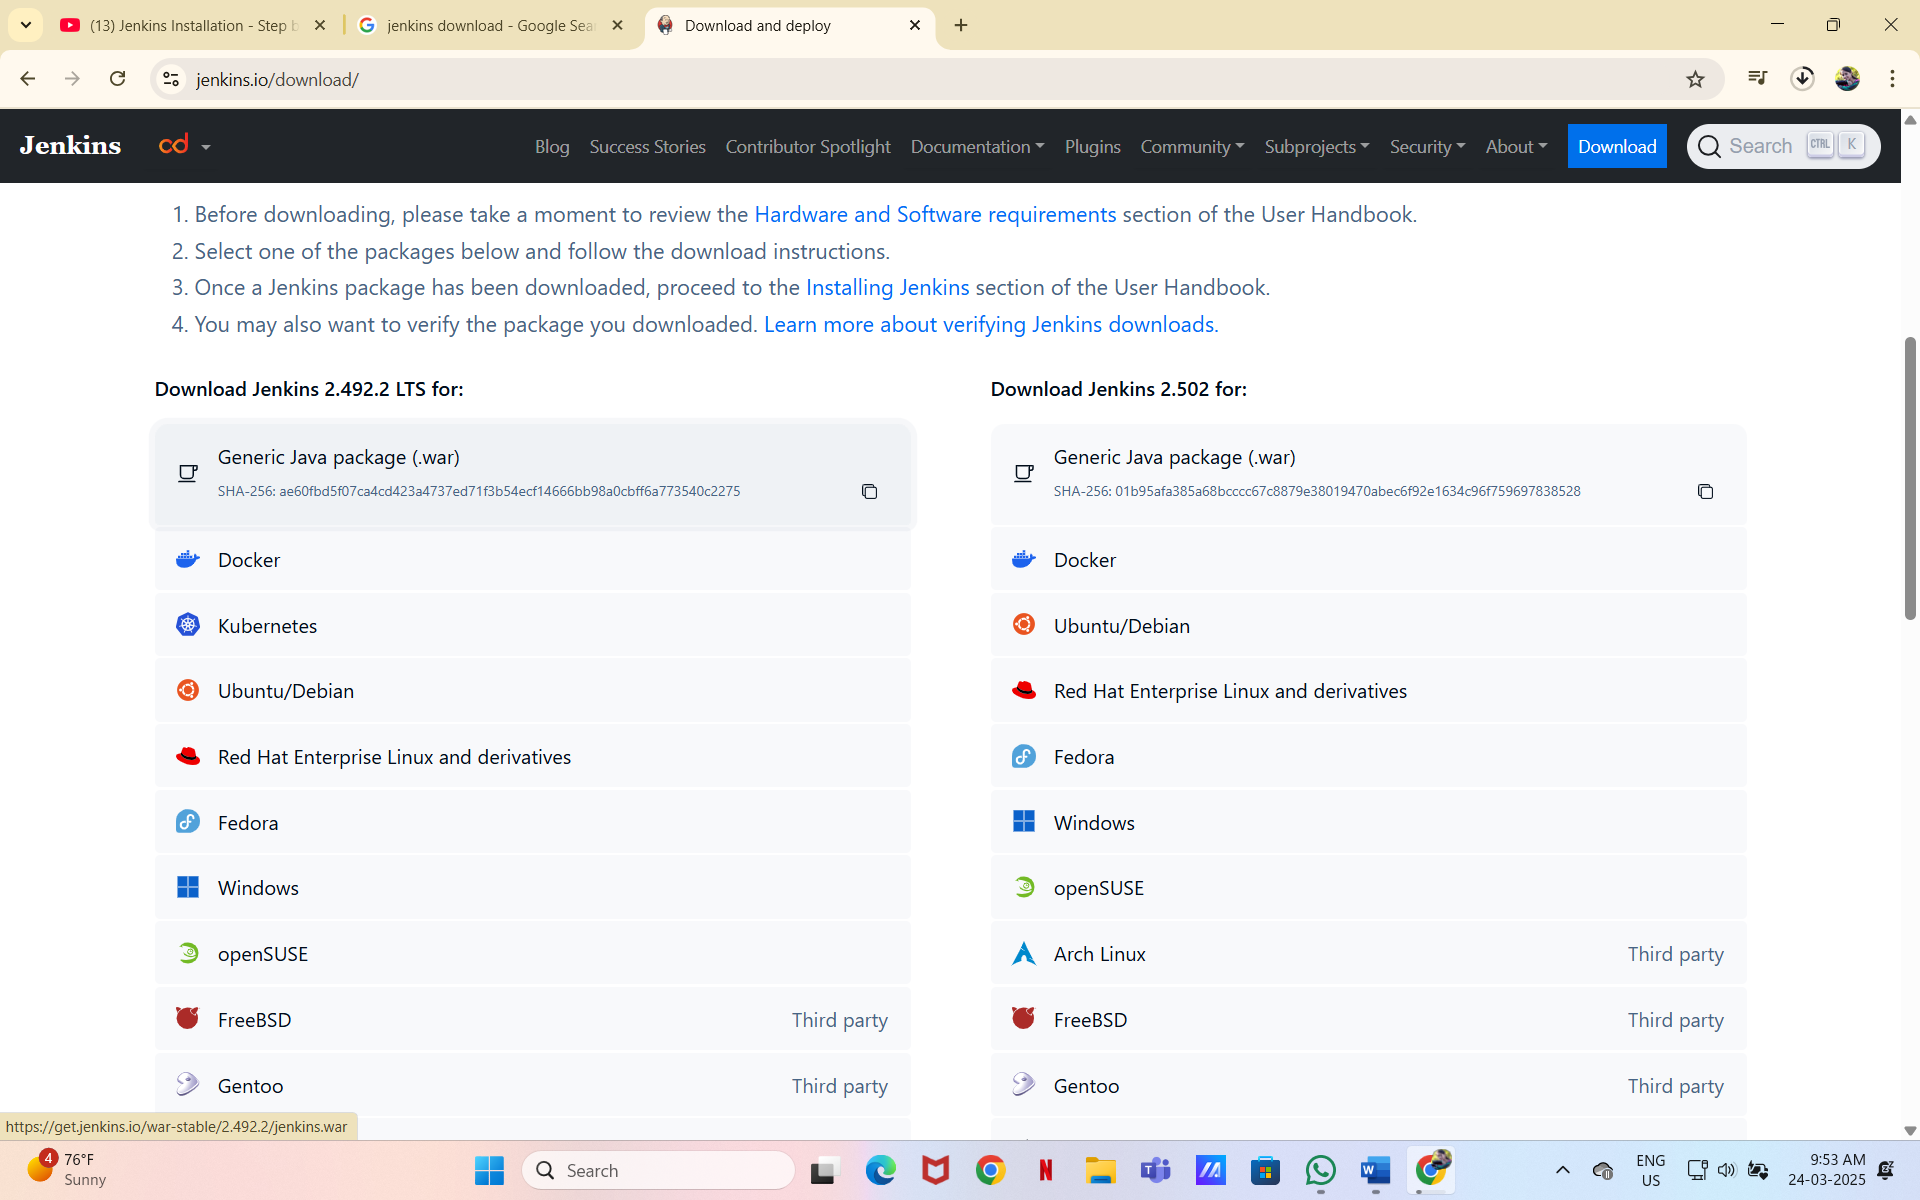 (13) Jenkins Installation - Step b
jenkins download - Google Sea
Download and deploy
jenkins.io/download/
Jenkins
cd
Blog
Success Stories
Contributor Spotlight
Documentation
Plugins
Community
Subprojects
Security
About
Download
Search
CTRL
K
1. Before downloading, please take a moment to review the Hardware and Software requirements section of the User Handbook.
2. Select one of the packages below and follow the download instructions.
3. Once a Jenkins package has been downloaded, proceed to the Installing Jenkins section of the User Handbook.
4. You may also want to verify the package you downloaded. Learn more about verifying Jenkins downloads.
Download Jenkins 2.492.2 LTS for:
Generic Java package (.war)
SHA-256: ae60fbd5f07ca4cd423a4737ed71f3b54ecf14666bb98a0cbff6a773540c2275
Docker
Kubernetes
Ubuntu/Debian
Red Hat Enterprise Linux and derivatives
Fedora
Windows
openSUSE
FreeBSD
Third party
Gentoo
Third party
Download Jenkins 2.502 for:
Generic Java package (.war)
SHA-256: 01b95afa385a68bcccc67c8879e38019470abec6f92e1634c96f759697838528
Docker
Ubuntu/Debian
Red Hat Enterprise Linux and derivatives
Fedora
Windows
openSUSE
Arch Linux
Third party
FreeBSD
Third party
Gentoo
Third party
https://get.jenkins.io/war-stable/2.492.2/jenkins.war
4
76°F
Sunny
Search
ENG
US
9:53 AM
24-03-2025